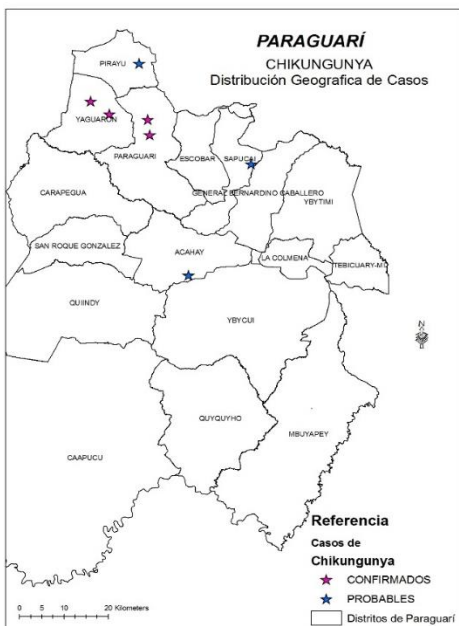 PARAGUARÍ
CHIKUNGUNYA
Distribución Geografica de Casos
PIRAYU
YAGUARON
PARAGUARI
ESCOBAR
SAPUCAI
GENERAL BERNARDINO CABALLERO
YBYTIMI
CARAPEGUA
SAN ROQUE GONZALEZ
ACAHAY
LA COLMENA
TEBICUARY-MI
QUIINDY
YBYCUI
N
QUYQUYHO
MBUYAPEY
CAAPUCU
Referencia
Casos de
Chikungunya
CONFIRMADOS
PROBABLES
Distritos de Paraguarí
0 5 10 20 Kilometers